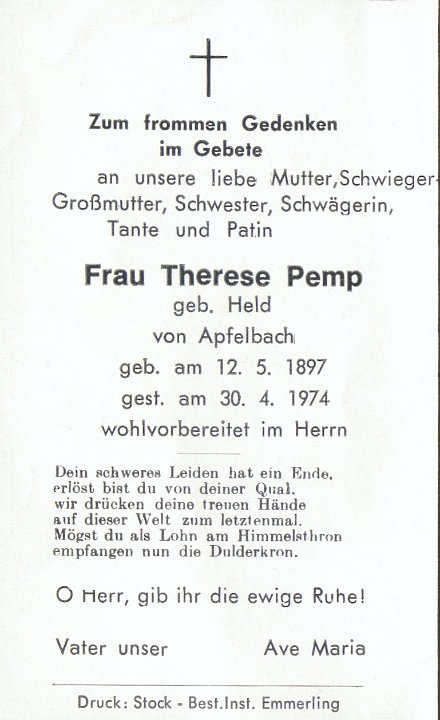 Zum frommen Gedenken
im Gebete
an unsere liebe Mutter, Schwieger-
Großmutter, Schwester, Schwägerin,
Tante und Patin
Frau Therese Pemp
geb. Held
von Apfelbach
geb. am 12. 5. 1897
gest. am 30. 4. 1974
wohlvorbereitet im Herrn
Dein schweres Leiden hat ein Ende,
erlöst bist du von deiner Qual.
wir drücken deine treuen Hände
auf dieser Welt zum letztenmal.
Mögst du als Lohn am Himmelsthron
empfangen nun die Dulderkron.
O Herr, gib ihr die ewige Ruhe!
Vater unser Ave Maria
Druck: Stock - Best.Inst. Emmerling